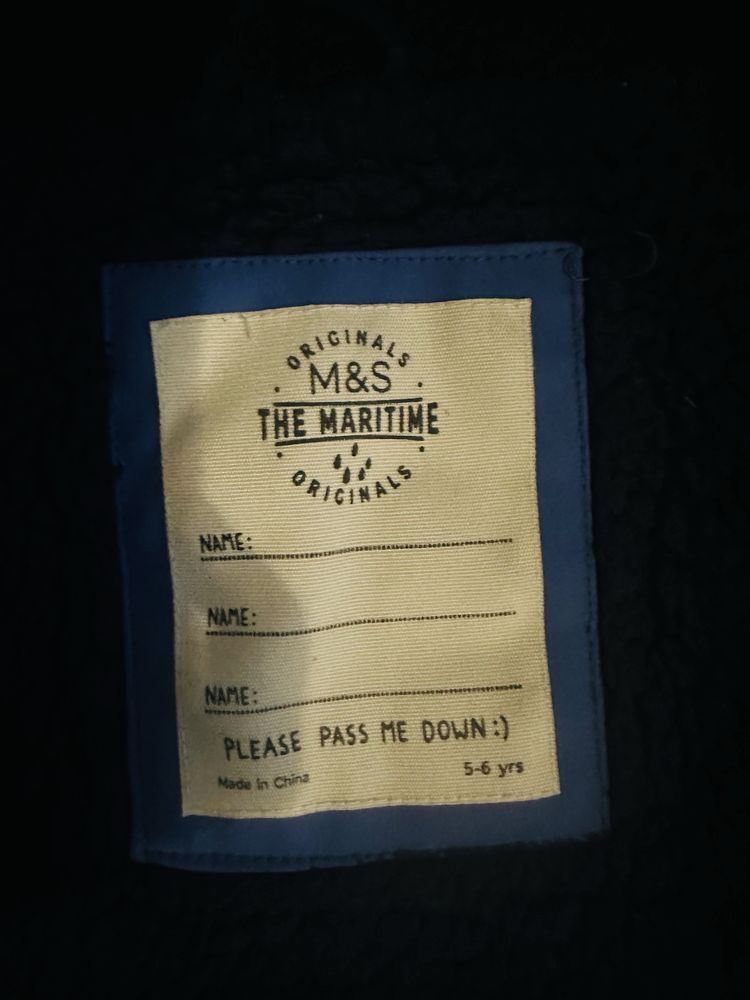 ORIGINALS
M&S
THE MARITIME
ORIGINALS
NAME:
NAME:
NAME:
PLEASE PASS ME DOWN:)
Made in China 5-6 yrs